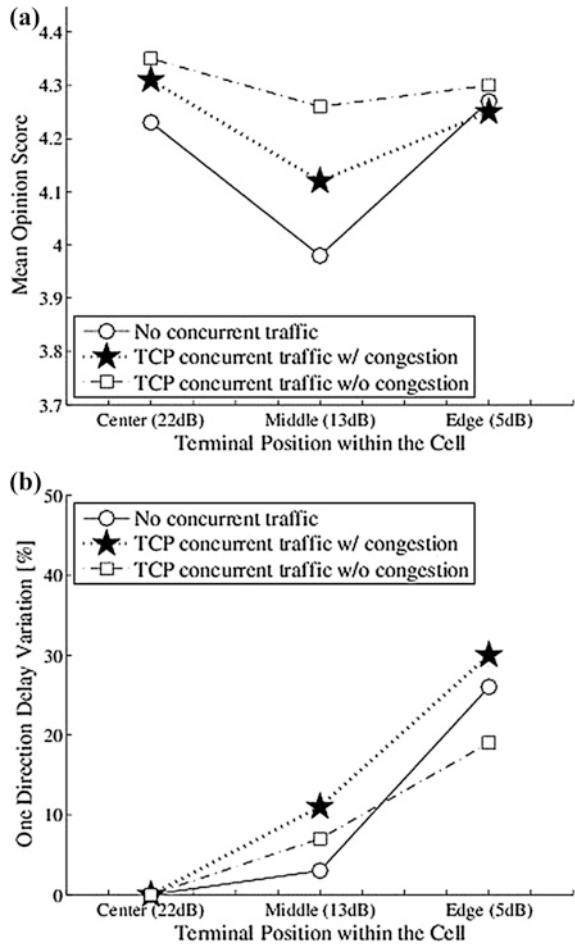 (a)
4.4
4.3
4.2
4.1
4
3.9
3.8
3.7
Mean Opinion Score
No concurrent traffic
TCP concurrent traffic w/ congestion
TCP concurrent traffic w/o congestion
Center (22dB) Middle (13dB) Edge (5dB)
Terminal Position within the Cell
(b)
50
40
30
20
10
0
One Direction Delay Variation [%]
No concurrent traffic
TCP concurrent traffic w/ congestion
TCP concurrent traffic w/o congestion
Center (22dB) Middle (13dB) Edge (5dB)
Terminal Position within the Cell